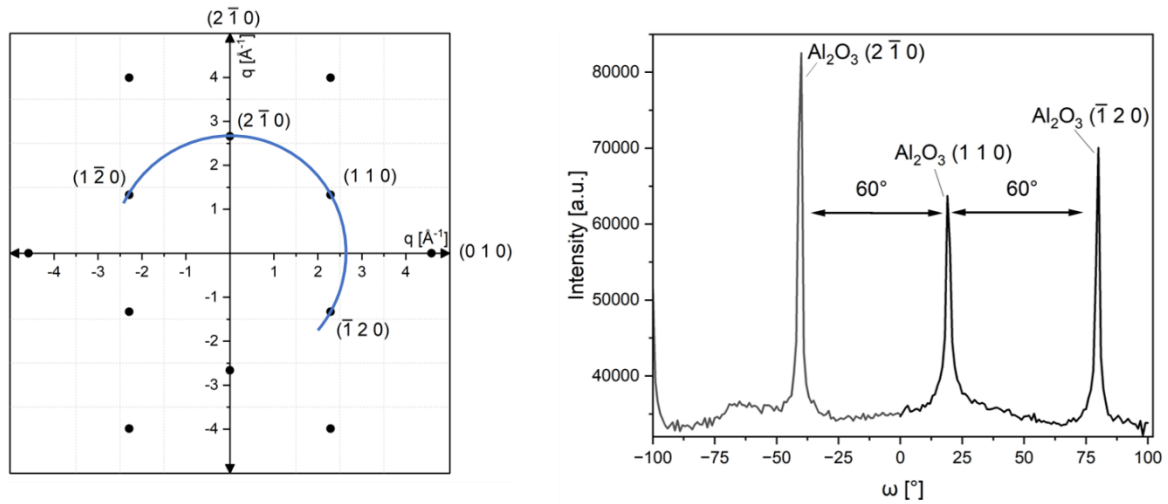 (2 1̅ 0)
q [Å⁻¹]
4
3
2
1
-1
-2
-3
-4
(2 1̅ 0)
(1 2̅ 0)
(1 1 0)
q [Å⁻¹]
(0 1 0)
-4 -3 -2 -1 1 2 3 4
(1̅ 2 0)
Intensity [a.u.]
80000
70000
60000
50000
40000
Al₂O₃ (2 1̅ 0)
Al₂O₃ (1̅ 2 0)
Al₂O₃ (1 1 0)
60° 60°
−100 −75 −50 −25 0 25 50 75 100
ω [°]